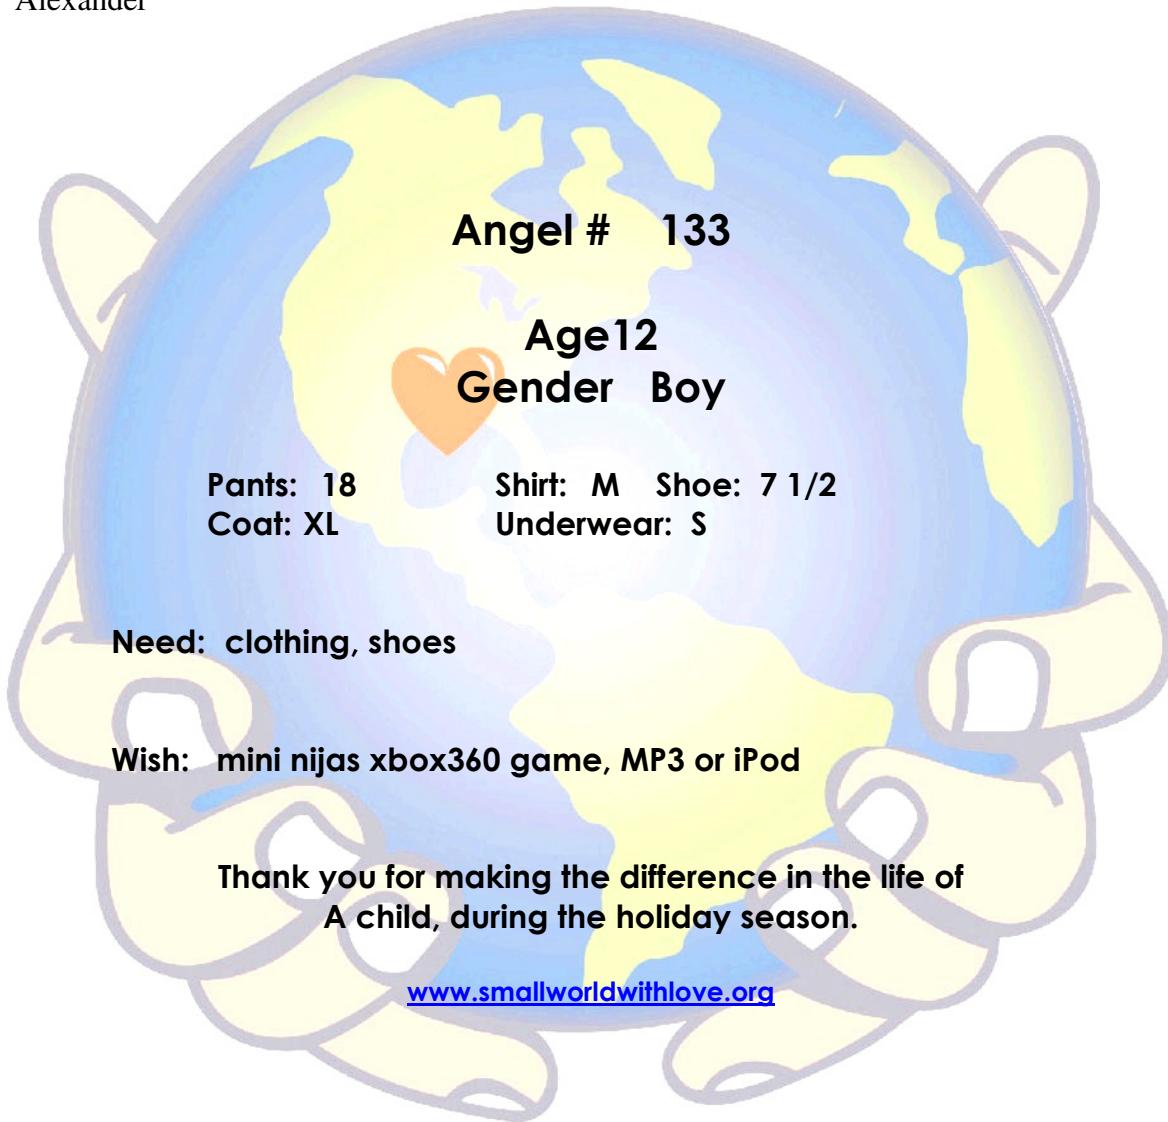 Alexander
Angel # 133
Age12
Gender Boy
Pants: 18 Shirt: M Shoe: 7 1/2
Coat: XL Underwear: S
Need: clothing, shoes
Wish: mini nijas xbox360 game, MP3 or iPod
Thank you for making the difference in the life of
A child, during the holiday season.
www.smallworldwithlove.org